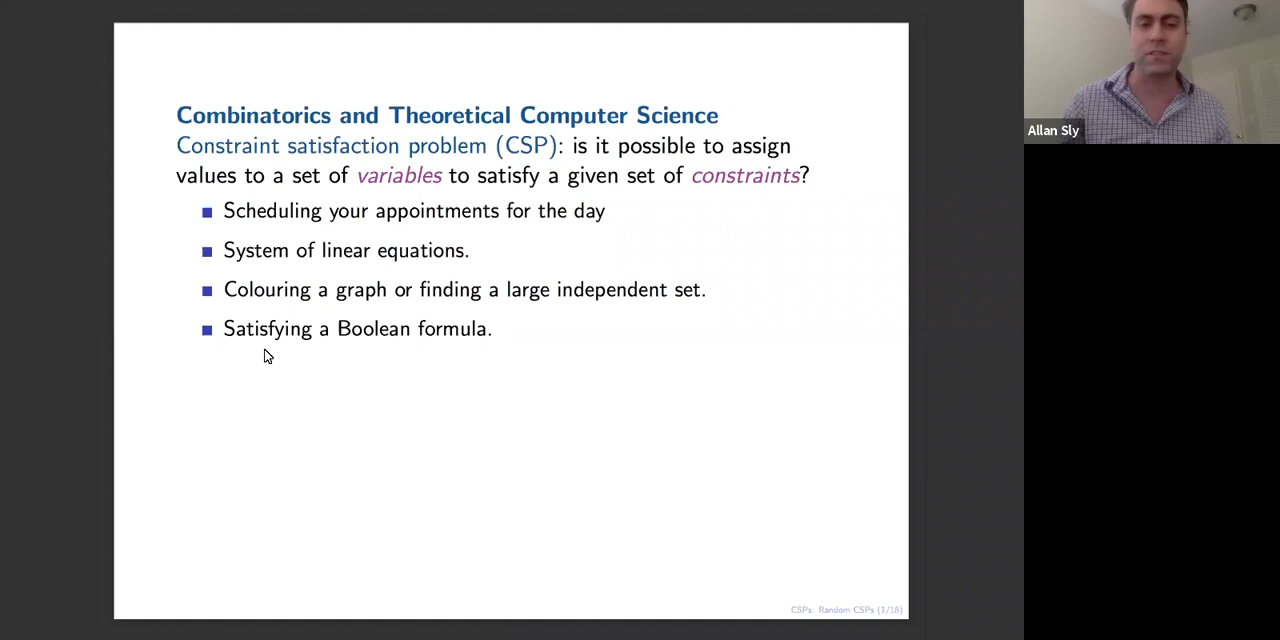 Combinatorics and Theoretical Computer Science
Constraint satisfaction problem (CSP): is it possible to assign
values to a set of variables to satisfy a given set of constraints?
Scheduling your appointments for the day
System of linear equations.
Colouring a graph or finding a large independent set.
Satisfying a Boolean formula.
CSPs: Random CSPs (1/18)
Allan Sly